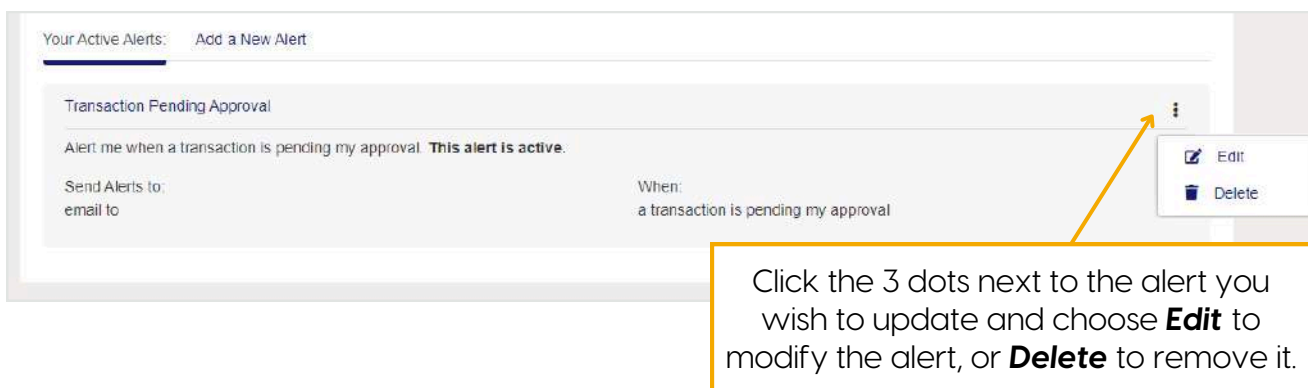 Your Active Alerts: Add a New Alert
Transaction Pending Approval
Alert me when a transaction is pending my approval. This alert is active.
Edit
Send Alerts to: When:
Delete
email to a transaction is pending my approval
Click the 3 dots next to the alert you
wish to update and choose Edit to
modify the alert, or Delete to remove it.